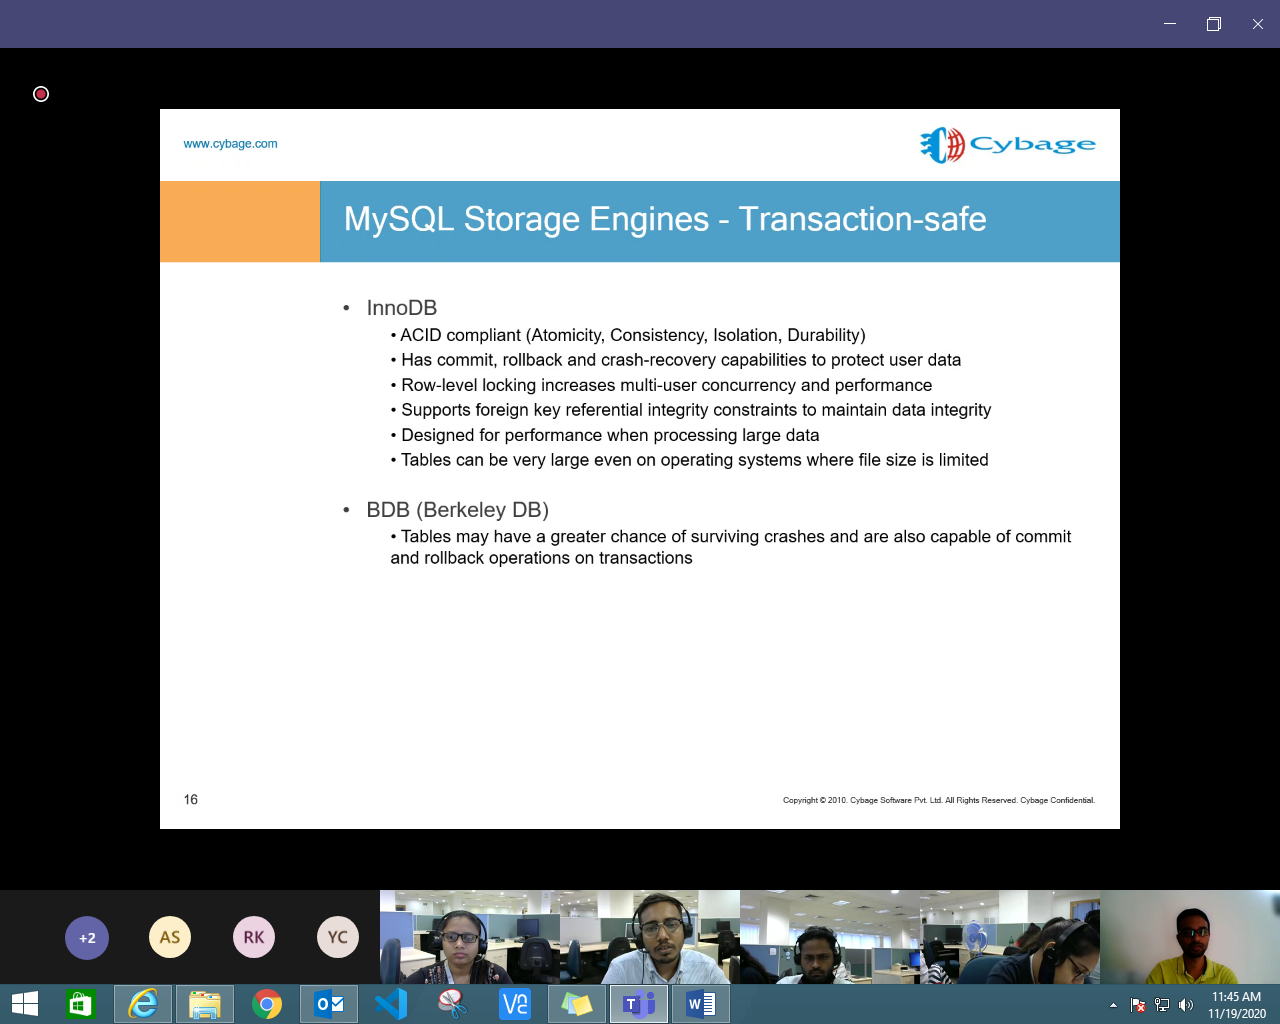 www.cybage.com
Cybage
MySQL Storage Engines - Transaction-safe
• InnoDB
• ACID compliant (Atomicity, Consistency, Isolation, Durability)
• Has commit, rollback and crash-recovery capabilities to protect user data
• Row-level locking increases multi-user concurrency and performance
• Supports foreign key referential integrity constraints to maintain data integrity
• Designed for performance when processing large data
• Tables can be very large even on operating systems where file size is limited
• BDB (Berkeley DB)
• Tables may have a greater chance of surviving crashes and are also capable of commit
and rollback operations on transactions
16
Copyright © 2010. Cybage Software Pvt. Ltd. All Rights Reserved. Cybage Confidential.
+2
AS
RK
YC
11:45 AM
11/19/2020